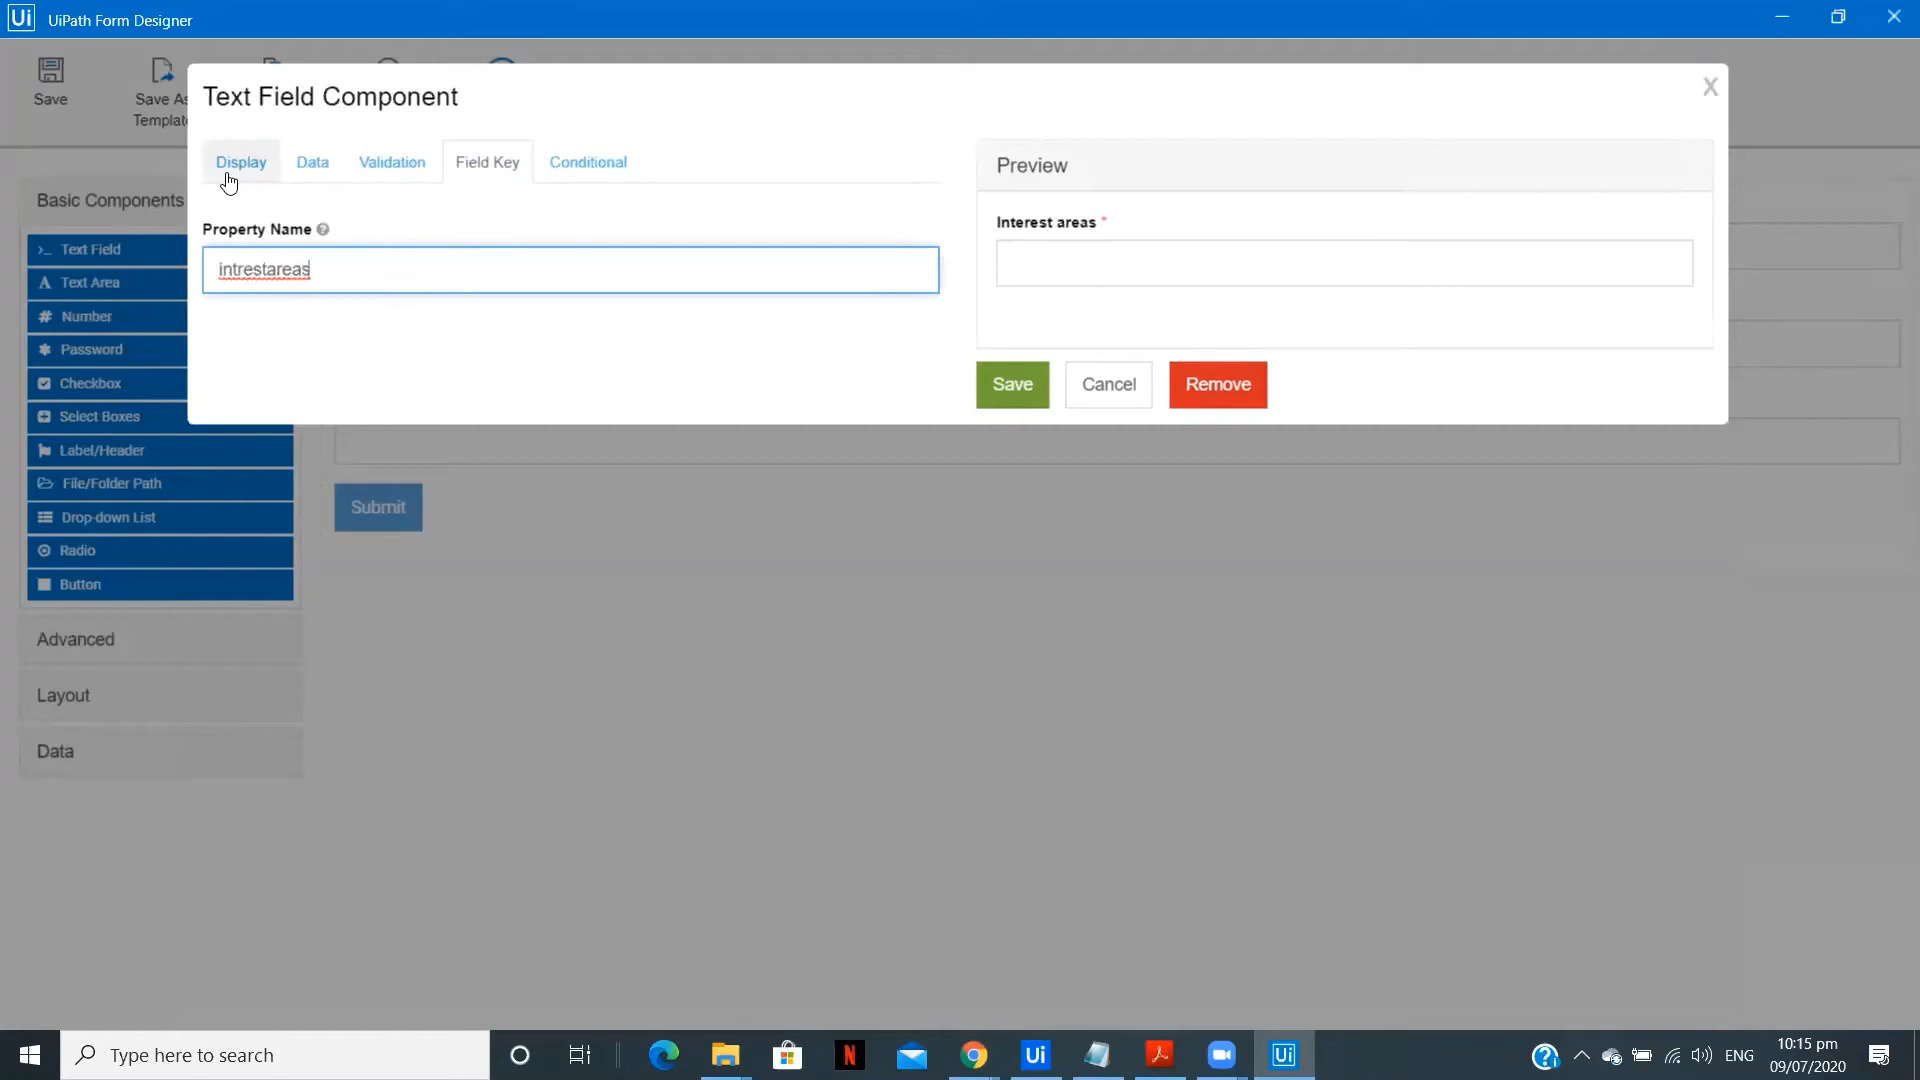 Ui UiPath Form Designer
Save
Save As
Template
Text Field Component
X
Display Data Validation Field Key Conditional
Property Name
intrestareas
Preview
Interest areas *
Save Cancel Remove
Basic Components
Text Field
Text Area
Number
Password
Checkbox
Select Boxes
Label/Header
File/Folder Path
Drop-down List
Radio
Button
Advanced
Layout
Data
Submit
Type here to search
ENG
10:15 pm
09/07/2020